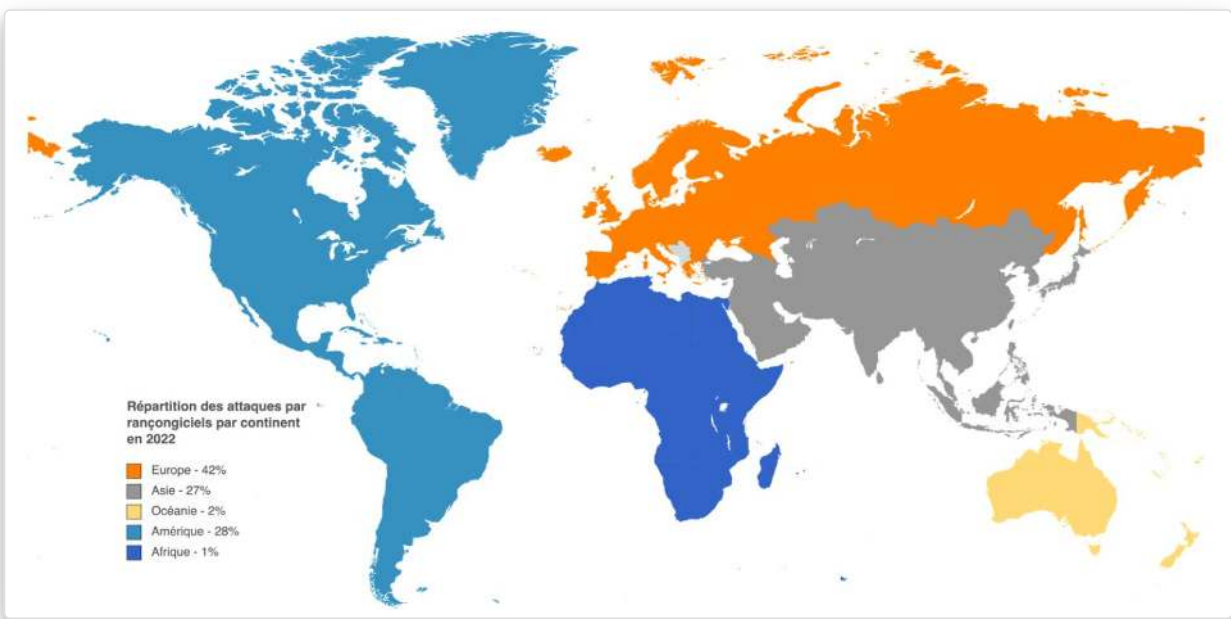 Répartition des attaques par
rançongiciels par continent
en 2022
Europe - 42%
Asie - 27%
Océanie - 2%
Amérique - 28%
Afrique - 1%